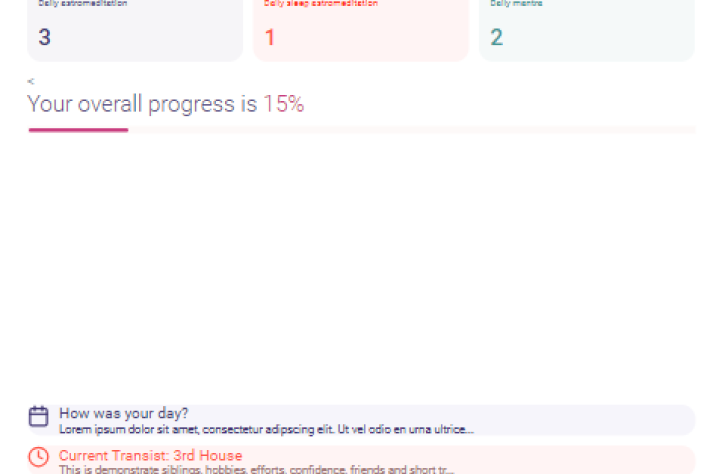 Daily astromeditation
Daily sleep astromeditation
Daily mantra
3
1
2
<
Your overall progress is 15%
How was your day?
Lorem ipsum dolor sit amet, consectetur adipscing elit. Ut vel odio en urna ultrice...
Current Transist: 3rd House
This is demonstrate siblings, hobbies, efforts, confidence, friends and short tr...